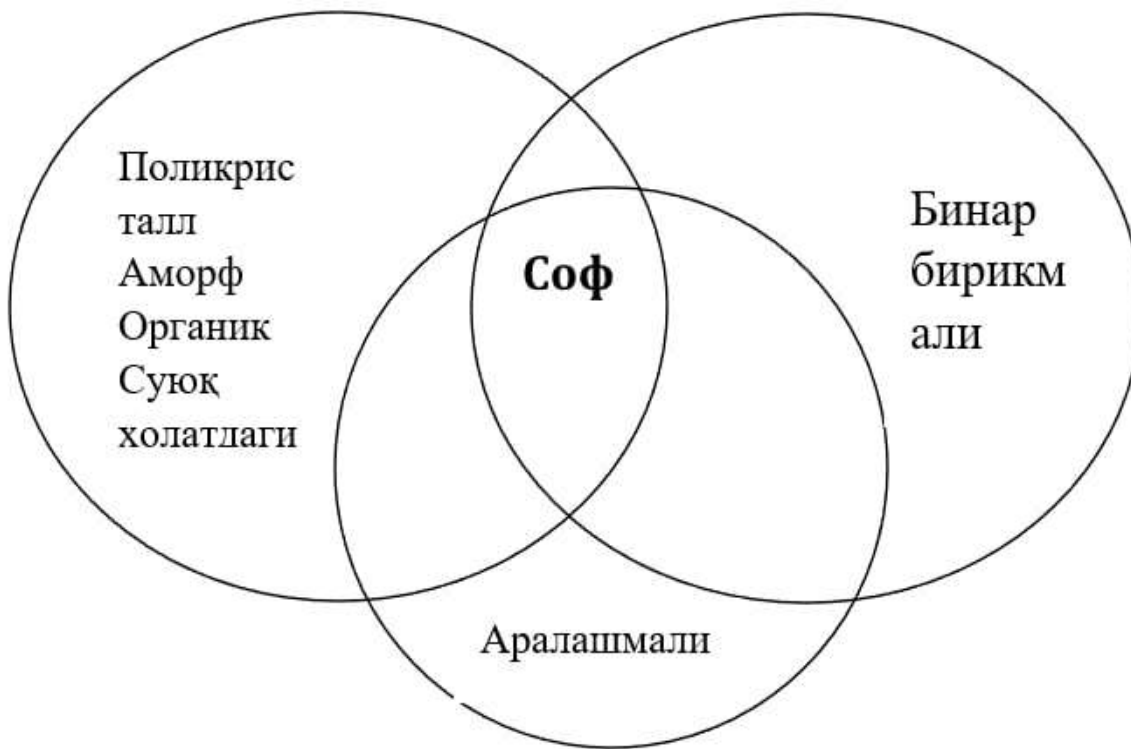 Поликрис
талл
Аморф
Органик
Суюқ
холатдаги
Соф
Бинар
бирикм
али
Аралашмали